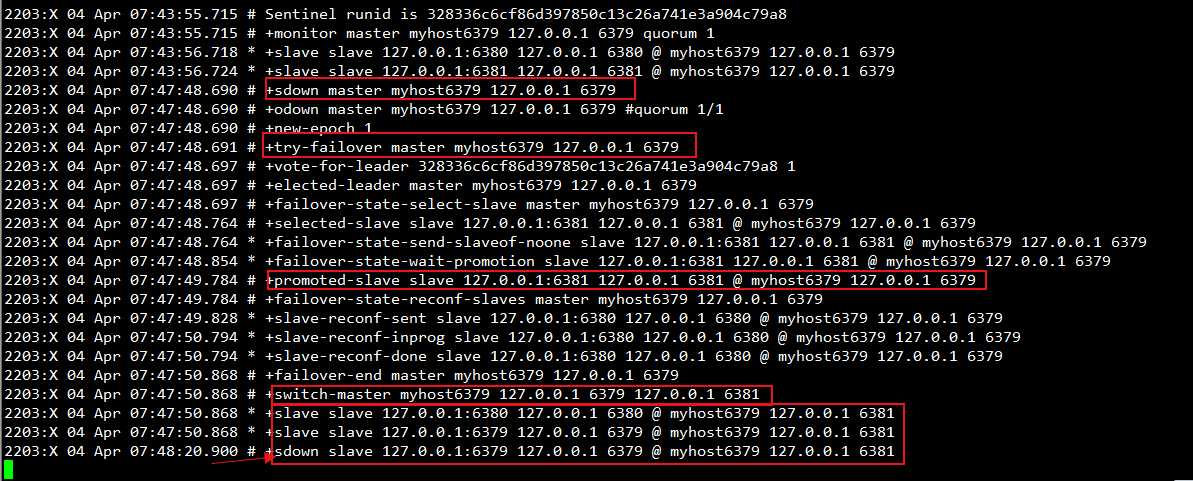 2203:X 04 Apr 07:43:55.715 # Sentinel runid is 328336c6cf86d397850c13c26a741e3a904c79a8
2203:X 04 Apr 07:43:55.715 # +monitor master myhost6379 127.0.0.1 6379 quorum 1
2203:X 04 Apr 07:43:56.718 * +slave slave 127.0.0.1:6380 127.0.0.1 6380 @ myhost6379 127.0.0.1 6379
2203:X 04 Apr 07:43:56.724 * +slave slave 127.0.0.1:6381 127.0.0.1 6381 @ myhost6379 127.0.0.1 6379
2203:X 04 Apr 07:47:48.690 # +sdown master myhost6379 127.0.0.1 6379
2203:X 04 Apr 07:47:48.690 # +odown master myhost6379 127.0.0.1 6379 #quorum 1/1
2203:X 04 Apr 07:47:48.690 # +new-epoch 1
2203:X 04 Apr 07:47:48.691 # +try-failover master myhost6379 127.0.0.1 6379
2203:X 04 Apr 07:47:48.697 # +vote-for-leader 328336c6cf86d397850c13c26a741e3a904c79a8 1
2203:X 04 Apr 07:47:48.697 # +elected-leader master myhost6379 127.0.0.1 6379
2203:X 04 Apr 07:47:48.697 # +failover-state-select-slave master myhost6379 127.0.0.1 6379
2203:X 04 Apr 07:47:48.764 # +selected-slave slave 127.0.0.1:6381 127.0.0.1 6381 @ myhost6379 127.0.0.1 6379
2203:X 04 Apr 07:47:48.764 * +failover-state-send-slaveof-noone slave 127.0.0.1:6381 127.0.0.1 6381 @ myhost6379 127.0.0.1 6379
2203:X 04 Apr 07:47:48.854 * +failover-state-wait-promotion slave 127.0.0.1:6381 127.0.0.1 6381 @ myhost6379 127.0.0.1 6379
2203:X 04 Apr 07:47:49.784 # +promoted-slave slave 127.0.0.1:6381 127.0.0.1 6381 @ myhost6379 127.0.0.1 6379
2203:X 04 Apr 07:47:49.784 # +failover-state-reconf-slaves master myhost6379 127.0.0.1 6379
2203:X 04 Apr 07:47:49.828 * +slave-reconf-sent slave 127.0.0.1:6380 127.0.0.1 6380 @ myhost6379 127.0.0.1 6379
2203:X 04 Apr 07:47:50.794 * +slave-reconf-inprog slave 127.0.0.1:6380 127.0.0.1 6380 @ myhost6379 127.0.0.1 6379
2203:X 04 Apr 07:47:50.794 * +slave-reconf-done slave 127.0.0.1:6380 127.0.0.1 6380 @ myhost6379 127.0.0.1 6379
2203:X 04 Apr 07:47:50.868 # +failover-end master myhost6379 127.0.0.1 6379
2203:X 04 Apr 07:47:50.868 # +switch-master myhost6379 127.0.0.1 6379 127.0.0.1 6381
2203:X 04 Apr 07:47:50.868 * +slave slave 127.0.0.1:6380 127.0.0.1 6380 @ myhost6379 127.0.0.1 6381
2203:X 04 Apr 07:47:50.868 * +slave slave 127.0.0.1:6379 127.0.0.1 6379 @ myhost6379 127.0.0.1 6381
2203:X 04 Apr 07:48:20.900 # +sdown slave 127.0.0.1:6379 127.0.0.1 6379 @ myhost6379 127.0.0.1 6381